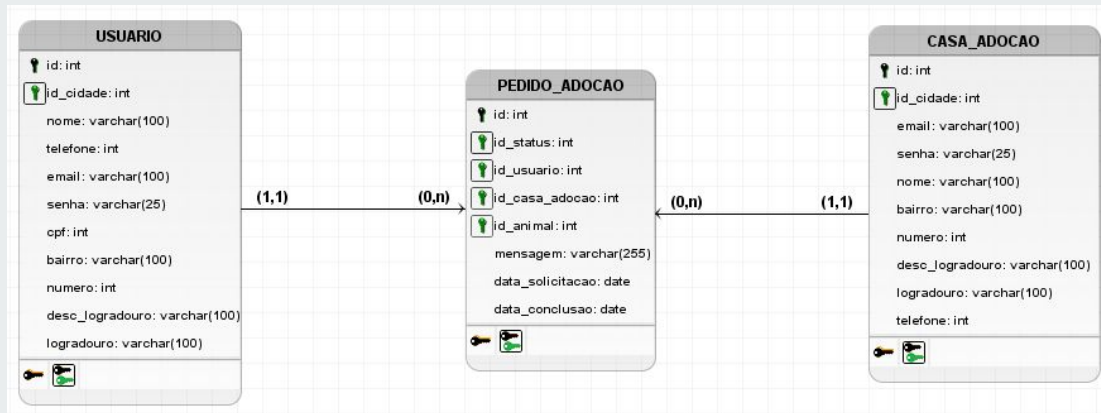 USUARIO
id: int
id_cidade: int
nome: varchar(100)
telefone: int
email: varchar(100)
senha: varchar(25)
cpf: int
bairro: varchar(100)
numero: int
desc_logradouro: varchar(100)
logradouro: varchar(100)
(1,1)
(0,n)
PEDIDO_ADOCAO
id: int
id_status: int
id_usuario: int
id_casa_adocao: int
id_animal: int
mensagem: varchar(255)
data_solicitacao: date
data_conclusao: date
(0,n)
(1,1)
CASA_ADOCAO
id: int
id_cidade: int
email: varchar(100)
senha: varchar(25)
nome: varchar(100)
bairro: varchar(100)
numero: int
desc_logradouro: varchar(100)
logradouro: varchar(100)
telefone: int